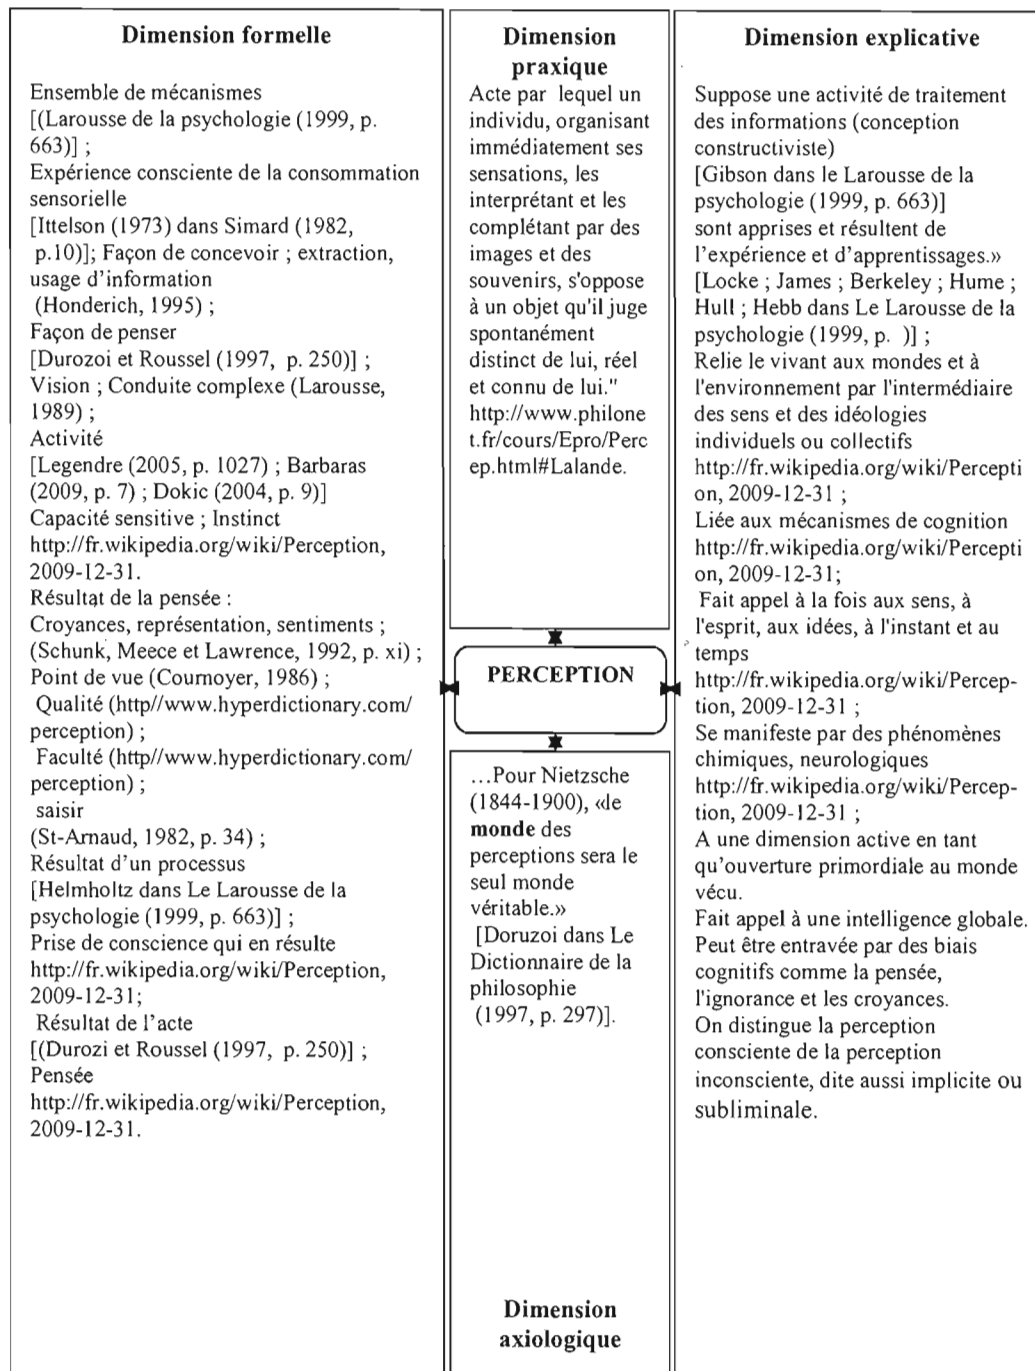 Dimension formelle
Ensemble de mécanismes
[(Larousse de la psychologie (1999, p.
663)] ;
Expérience consciente de la consommation
sensorielle
[Ittelson (1973) dans Simard (1982,
p.10)]; Façon de concevoir ; extraction,
usage d'information
(Honderich, 1995) ;
Façon de penser
[Durozoi et Roussel (1997, p. 250)] ;
Vision ; Conduite complexe (Larousse,
1989) ;
Activité
[Legendre (2005, p. 1027) ; Barbaras
(2009, p. 7) ; Dokic (2004, p. 9)]
Capacité sensitive ; Instinct
http://fr.wikipedia.org/wiki/Perception,
2009-12-31.
Résultat de la pensée :
Croyances, représentation, sentiments ;
(Schunk, Meece et Lawrence, 1992, p. xi) ;
Point de vue (Cournoyer, 1986) ;
Qualité (http//www.hyperdictionary.com/
perception) ;
Faculté (http//www.hyperdictionary.com/
perception) ;
saisir
(St-Arnaud, 1982, p. 34) ;
Résultat d'un processus
[Helmholtz dans Le Larousse de la
psychologie (1999, p. 663)] ;
Prise de conscience qui en résulte
http://fr.wikipedia.org/wiki/Perception,
2009-12-31;
Résultat de l'acte
[(Durozi et Roussel (1997, p. 250)] ;
Pensée
http://fr.wikipedia.org/wiki/Perception,
2009-12-31.
Dimension
praxique
Acte par lequel un
individu, organisant
immédiatement ses
sensations, les
interprétant et les
complétant par des
images et des
souvenirs, s'oppose
à un objet qu'il juge
spontanément
distinct de lui, réel
et connu de lui."
http://www.philone
t.fr/cours/Epro/Perc
ep.html#Lalande.
PERCEPTION
…Pour Nietzsche
(1844-1900), «le
monde des
perceptions sera le
seul monde
véritable.»
[Doruzoi dans Le
Dictionnaire de la
philosophie
(1997, p. 297)].
Dimension
axiologique
Dimension explicative
Suppose une activité de traitement
des informations (conception
constructiviste)
[Gibson dans le Larousse de la
psychologie (1999, p. 663)]
sont apprises et résultent de
l'expérience et d'apprentissages.»
[Locke ; James ; Berkeley ; Hume ;
Hull ; Hebb dans Le Larousse de la
psychologie (1999, p. )] ;
Relie le vivant aux mondes et à
l'environnement par l'intermédiaire
des sens et des idéologies
individuels ou collectifs
http://fr.wikipedia.org/wiki/Percepti
on, 2009-12-31 ;
Liée aux mécanismes de cognition
http://fr.wikipedia.org/wiki/Percepti
on, 2009-12-31;
Fait appel à la fois aux sens, à
l'esprit, aux idées, à l'instant et au
temps
http://fr.wikipedia.org/wiki/Percep-
tion, 2009-12-31 ;
Se manifeste par des phénomènes
chimiques, neurologiques
http://fr.wikipedia.org/wiki/Percep-
tion, 2009-12-31 ;
A une dimension active en tant
qu'ouverture primordiale au monde
vécu.
Fait appel à une intelligence globale.
Peut être entravée par des biais
cognitifs comme la pensée,
l'ignorance et les croyances.
On distingue la perception
consciente de la perception
inconsciente, dite aussi implicite ou
subliminale.